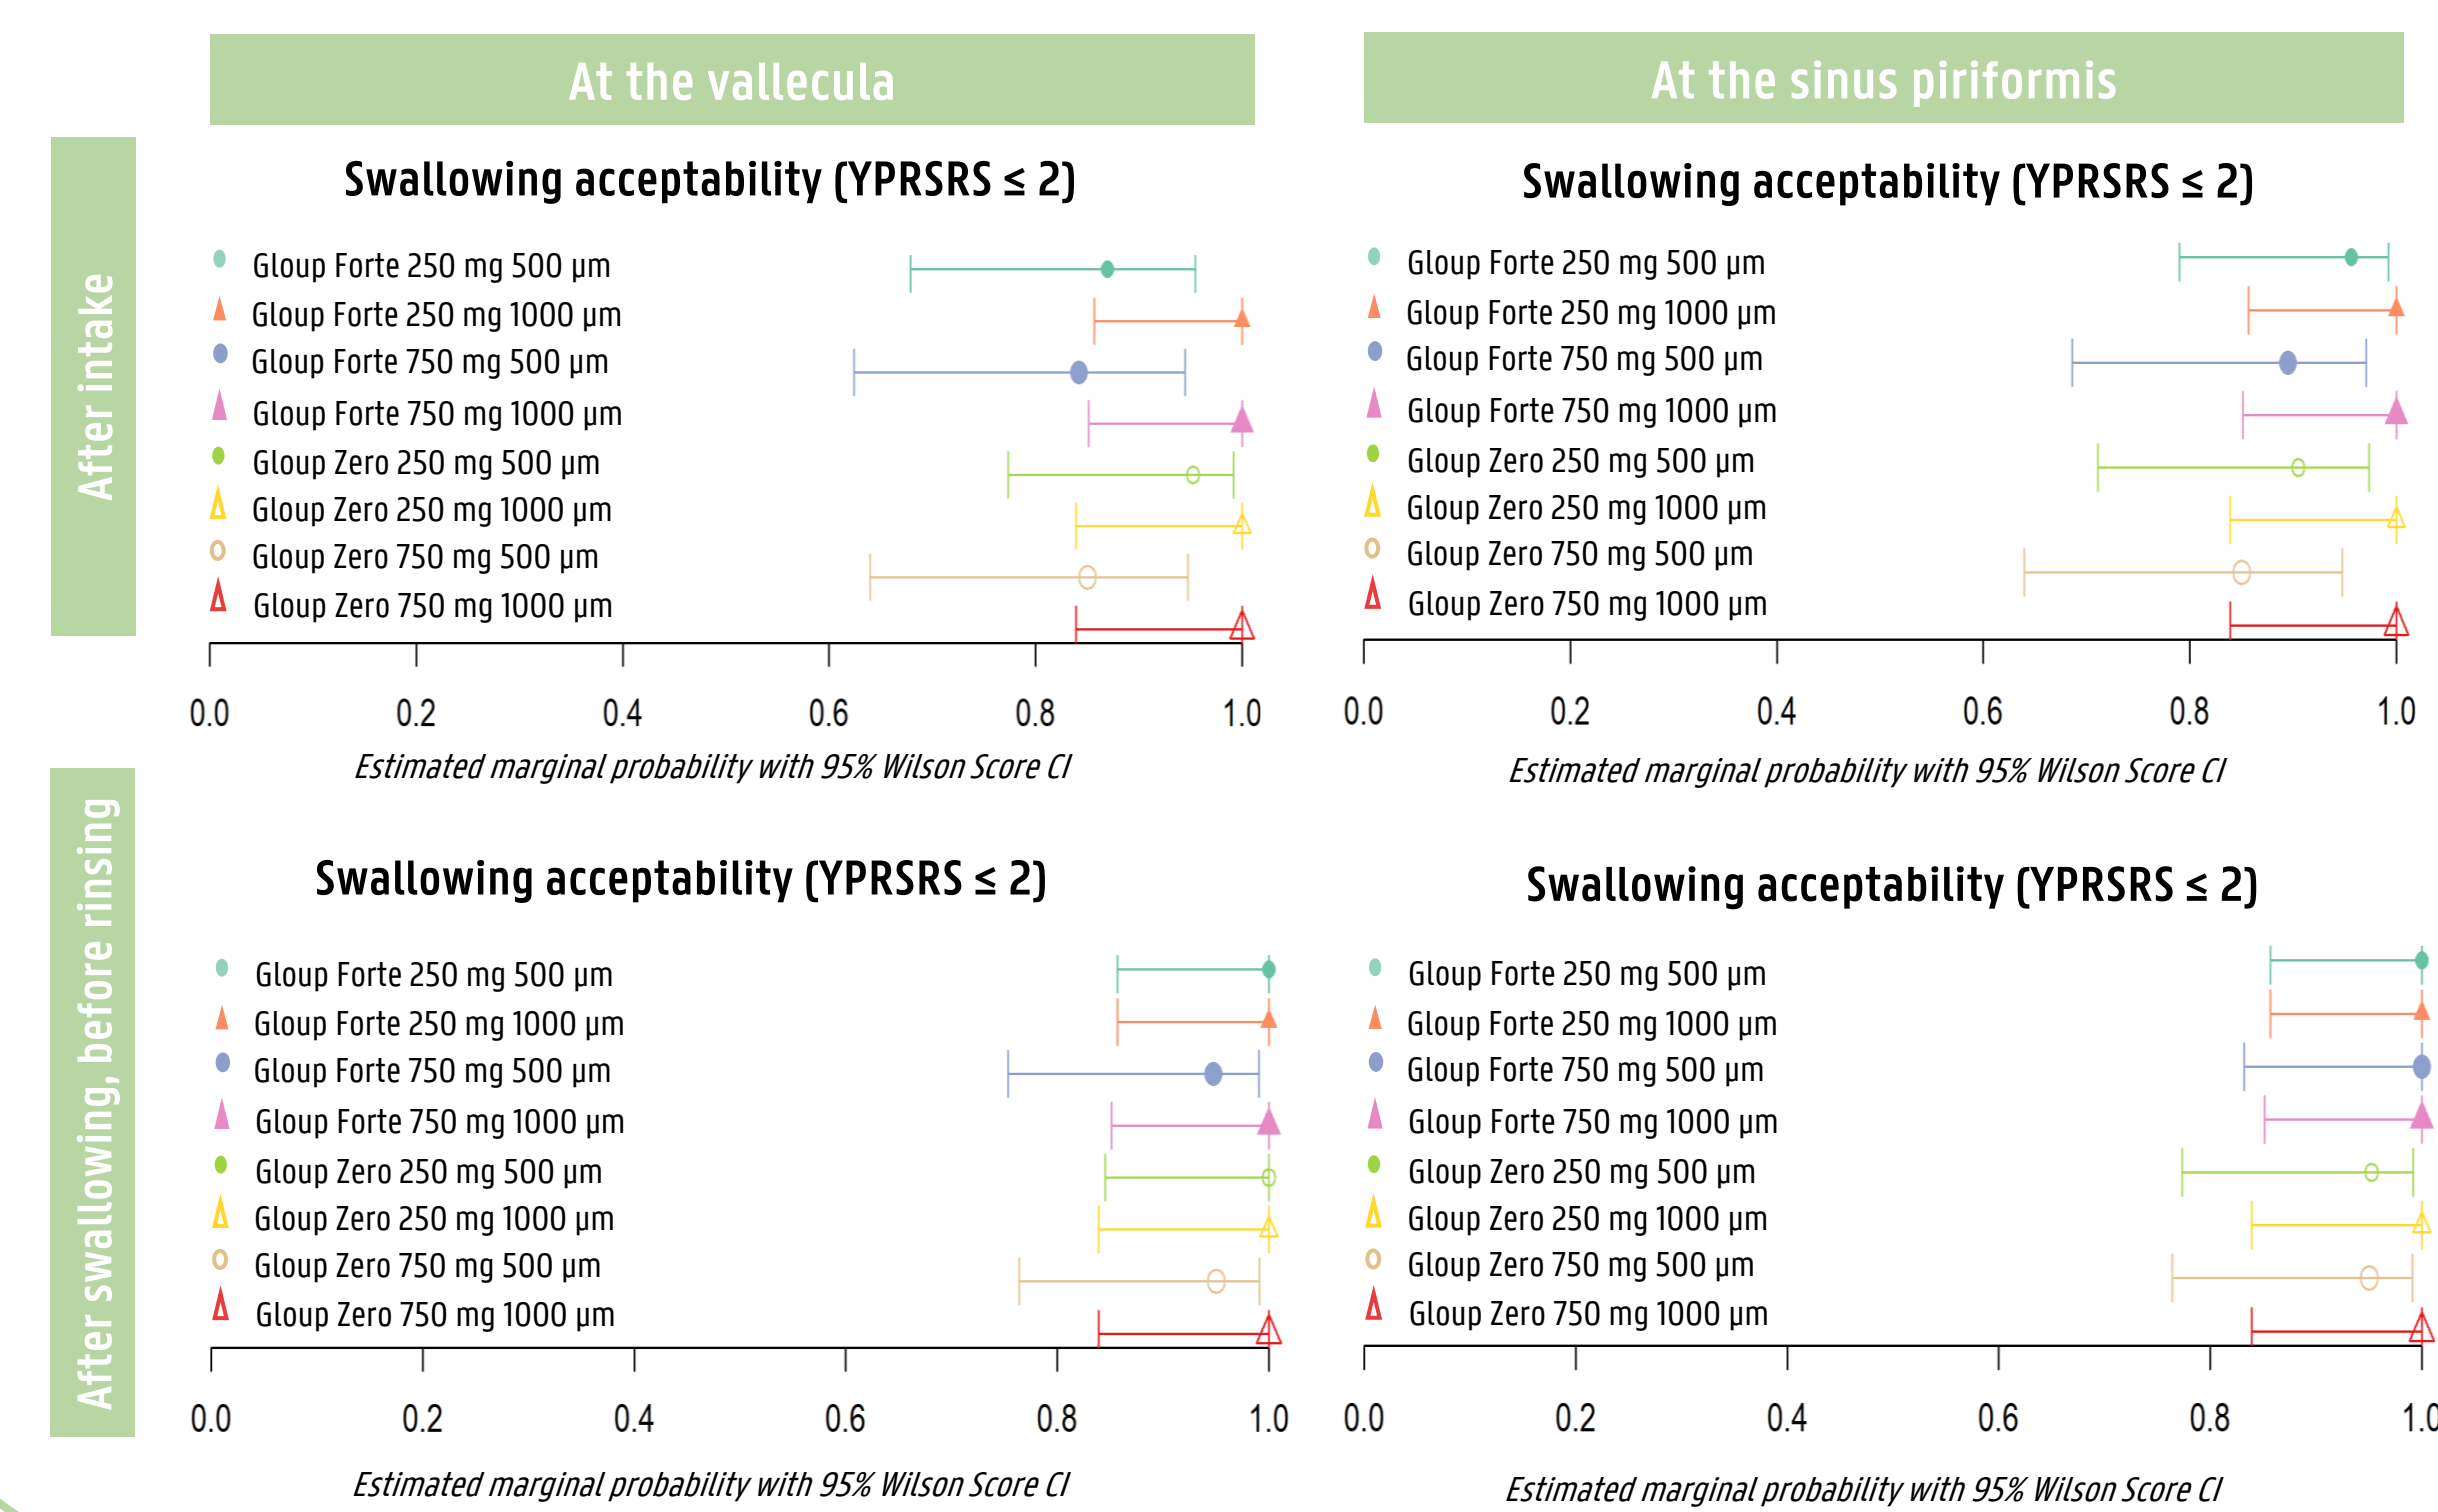 At the vallecula
At the sinus piriformis
After intake
Swallowing acceptability (YPRSRS ≤ 2)
Gloup Forte 250 mg 500 µm
Gloup Forte 250 mg 1000 µm
Gloup Forte 750 mg 500 µm
Gloup Forte 750 mg 1000 µm
Gloup Zero 250 mg 500 µm
Gloup Zero 250 mg 1000 µm
Gloup Zero 750 mg 500 µm
Gloup Zero 750 mg 1000 µm
0.0 0.2 0.4 0.6 0.8 1.0
Estimated marginal probability with 95% Wilson Score CI
Swallowing acceptability (YPRSRS ≤ 2)
Gloup Forte 250 mg 500 µm
Gloup Forte 250 mg 1000 µm
Gloup Forte 750 mg 500 µm
Gloup Forte 750 mg 1000 µm
Gloup Zero 250 mg 500 µm
Gloup Zero 250 mg 1000 µm
Gloup Zero 750 mg 500 µm
Gloup Zero 750 mg 1000 µm
0.0 0.2 0.4 0.6 0.8 1.0
Estimated marginal probability with 95% Wilson Score CI
After swallowing, before rinsing
Swallowing acceptability (YPRSRS ≤ 2)
Gloup Forte 250 mg 500 µm
Gloup Forte 250 mg 1000 µm
Gloup Forte 750 mg 500 µm
Gloup Forte 750 mg 1000 µm
Gloup Zero 250 mg 500 µm
Gloup Zero 250 mg 1000 µm
Gloup Zero 750 mg 500 µm
Gloup Zero 750 mg 1000 µm
0.0 0.2 0.4 0.6 0.8 1.0
Estimated marginal probability with 95% Wilson Score CI
Swallowing acceptability (YPRSRS ≤ 2)
Gloup Forte 250 mg 500 µm
Gloup Forte 250 mg 1000 µm
Gloup Forte 750 mg 500 µm
Gloup Forte 750 mg 1000 µm
Gloup Zero 250 mg 500 µm
Gloup Zero 250 mg 1000 µm
Gloup Zero 750 mg 500 µm
Gloup Zero 750 mg 1000 µm
0.0 0.2 0.4 0.6 0.8 1.0
Estimated marginal probability with 95% Wilson Score CI